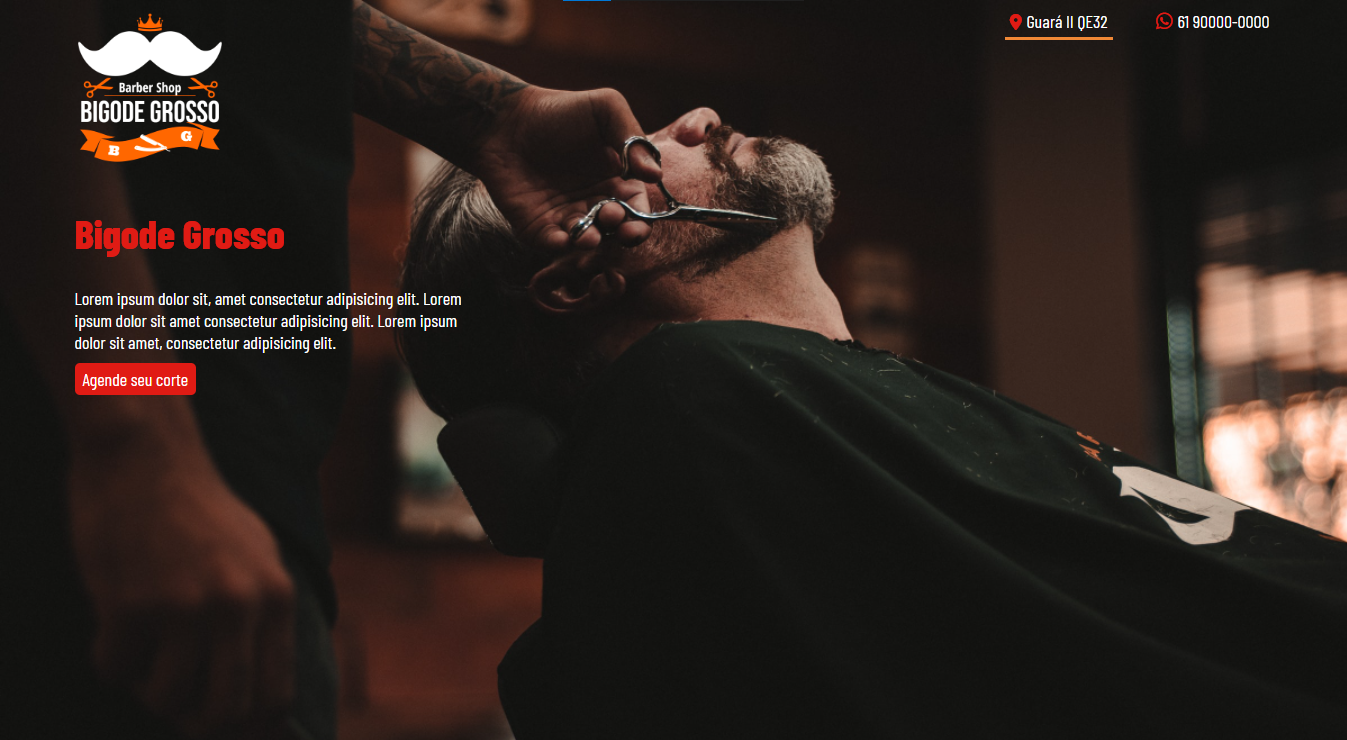 Guará II QE32
61 90000-0000
Barber Shop
BIGODE GROSSO
B G
Bigode Grosso
Lorem ipsum dolor sit, amet consectetur adipisicing elit. Lorem
ipsum dolor sit amet consectetur adipisicing elit. Lorem ipsum
dolor sit amet, consectetur adipisicing elit.
Agende seu corte